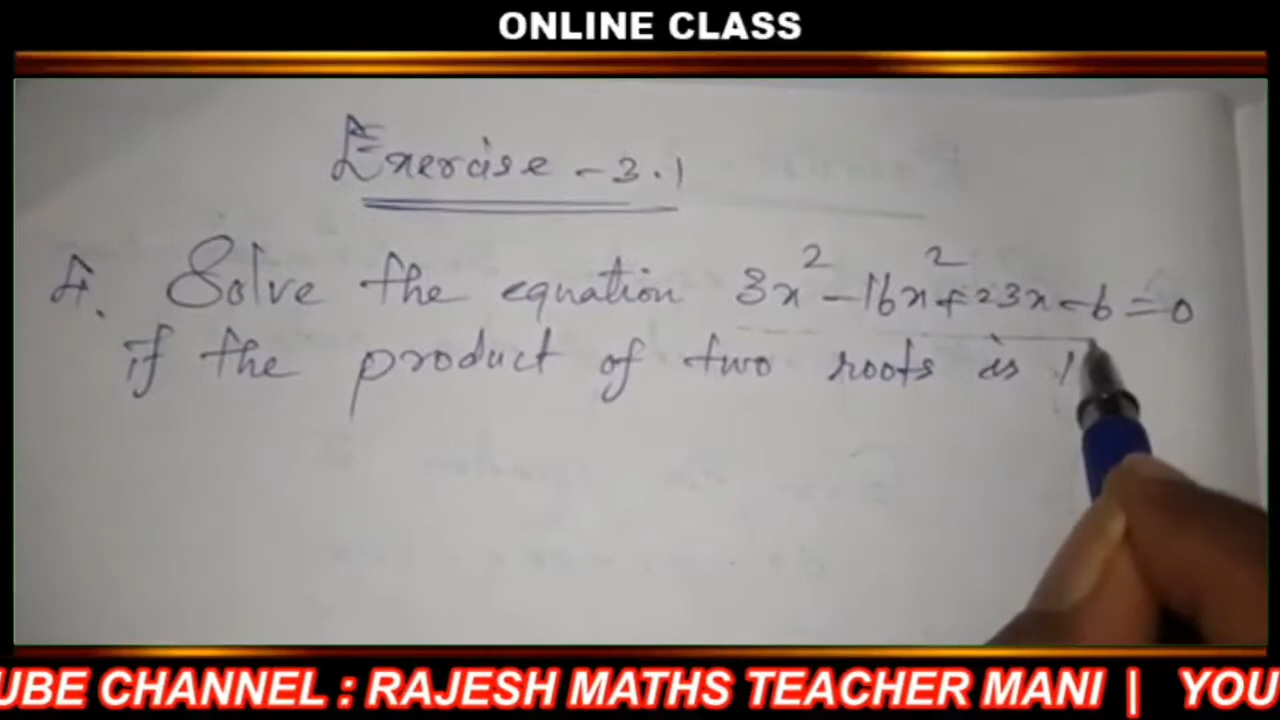 ONLINE CLASS
Exercise - 3.1
4. Solve the equation 3x² - 16x² + 23x - 6 = 0
if the product of two roots is 1
UBE CHANNEL : RAJESH MATHS TEACHER MANI | YOU